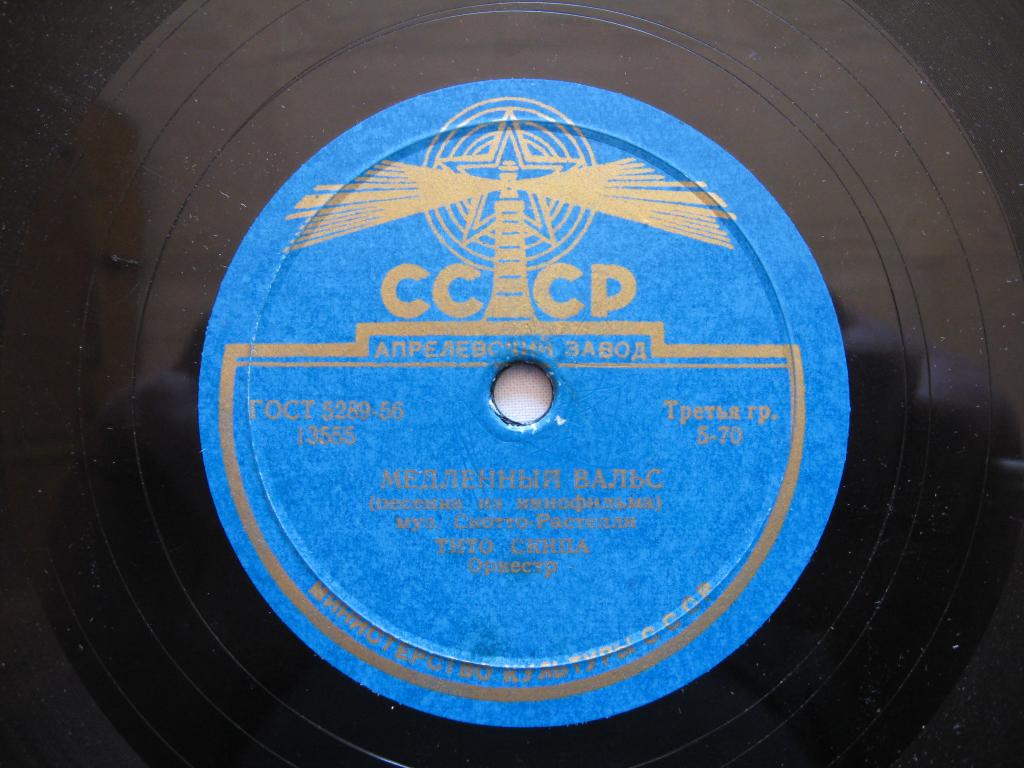 СССР
АПРЕЛЕВСКИЙ ЗАВОД
ГОСТ 5289-56
13555
Третья гр.
5-70
МЕДЛЕННЫЙ ВАЛЬС
(песенка из кинофильма)
муз. Скотто-Растелли
ТИТО СКИПА
Оркестр
МИНИСТЕРСТВО КУЛЬТУРЫ СССР